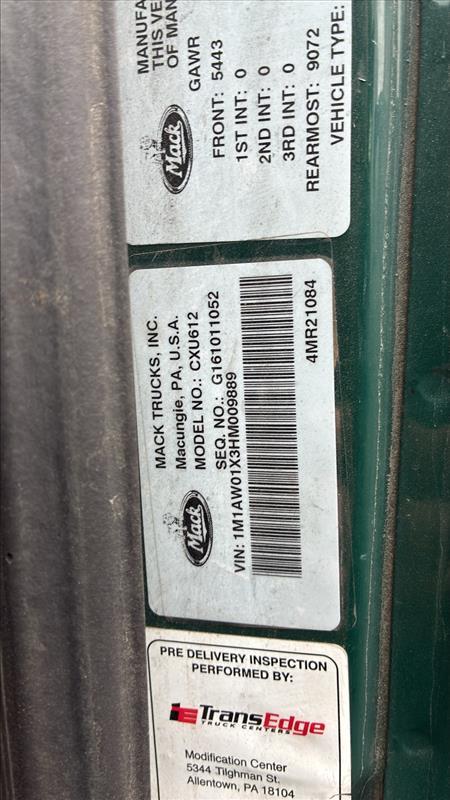 MANUFA
THIS VE
OF MAN
GAWR
Mack
FRONT: 5443
1ST INT: 0
2ND INT: 0
3RD INT: 0
REARMOST: 9072
VEHICLE TYPE:
MACK TRUCKS, INC.
Macungie, PA, U.S.A.
MODEL NO.: CXU612
SEQ. NO.: G161011052
Mack
VIN: 1M1AW01X3HM009889
4MR21084
PRE DELIVERY INSPECTION
PERFORMED BY:
TE TransEdge
TRUCK CENTERS
Modification Center
5344 Tilghman St.
Allentown, PA 18104